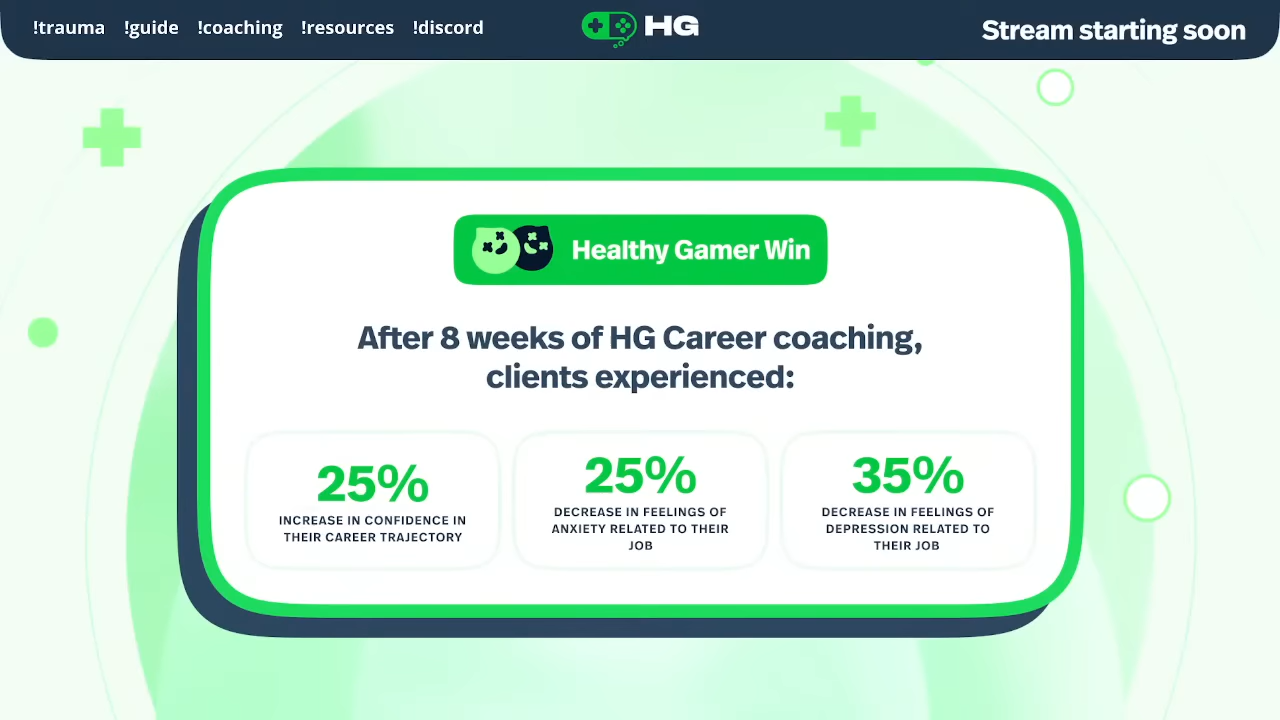 !trauma !guide !coaching !resources !discord
HG
Stream starting soon
Healthy Gamer Win
After 8 weeks of HG Career coaching,
clients experienced:
25%
INCREASE IN CONFIDENCE IN
THEIR CAREER TRAJECTORY
25%
DECREASE IN FEELINGS OF
ANXIETY RELATED TO THEIR
JOB
35%
DECREASE IN FEELINGS OF
DEPRESSION RELATED TO
THEIR JOB